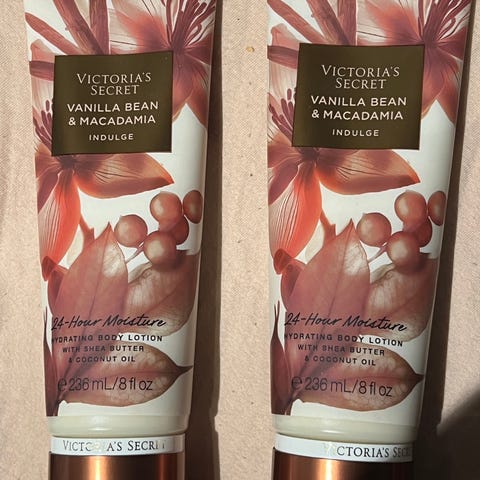 VICTORIA'S
SECRET
VANILLA BEAN
& MACADAMIA
INDULGE
24-Hour Moisture
HYDRATING BODY LOTION
WITH SHEA BUTTER
& COCONUT OIL
℮ 236 mL/8 fl oz
VICTORIA'S SECRET
VICTORIA'S
SECRET
VANILLA BEAN
& MACADAMIA
INDULGE
24-Hour Moisture
HYDRATING BODY LOTION
WITH SHEA BUTTER
& COCONUT OIL
℮ 236 mL/8 fl oz
VICTORIA'S SECRET